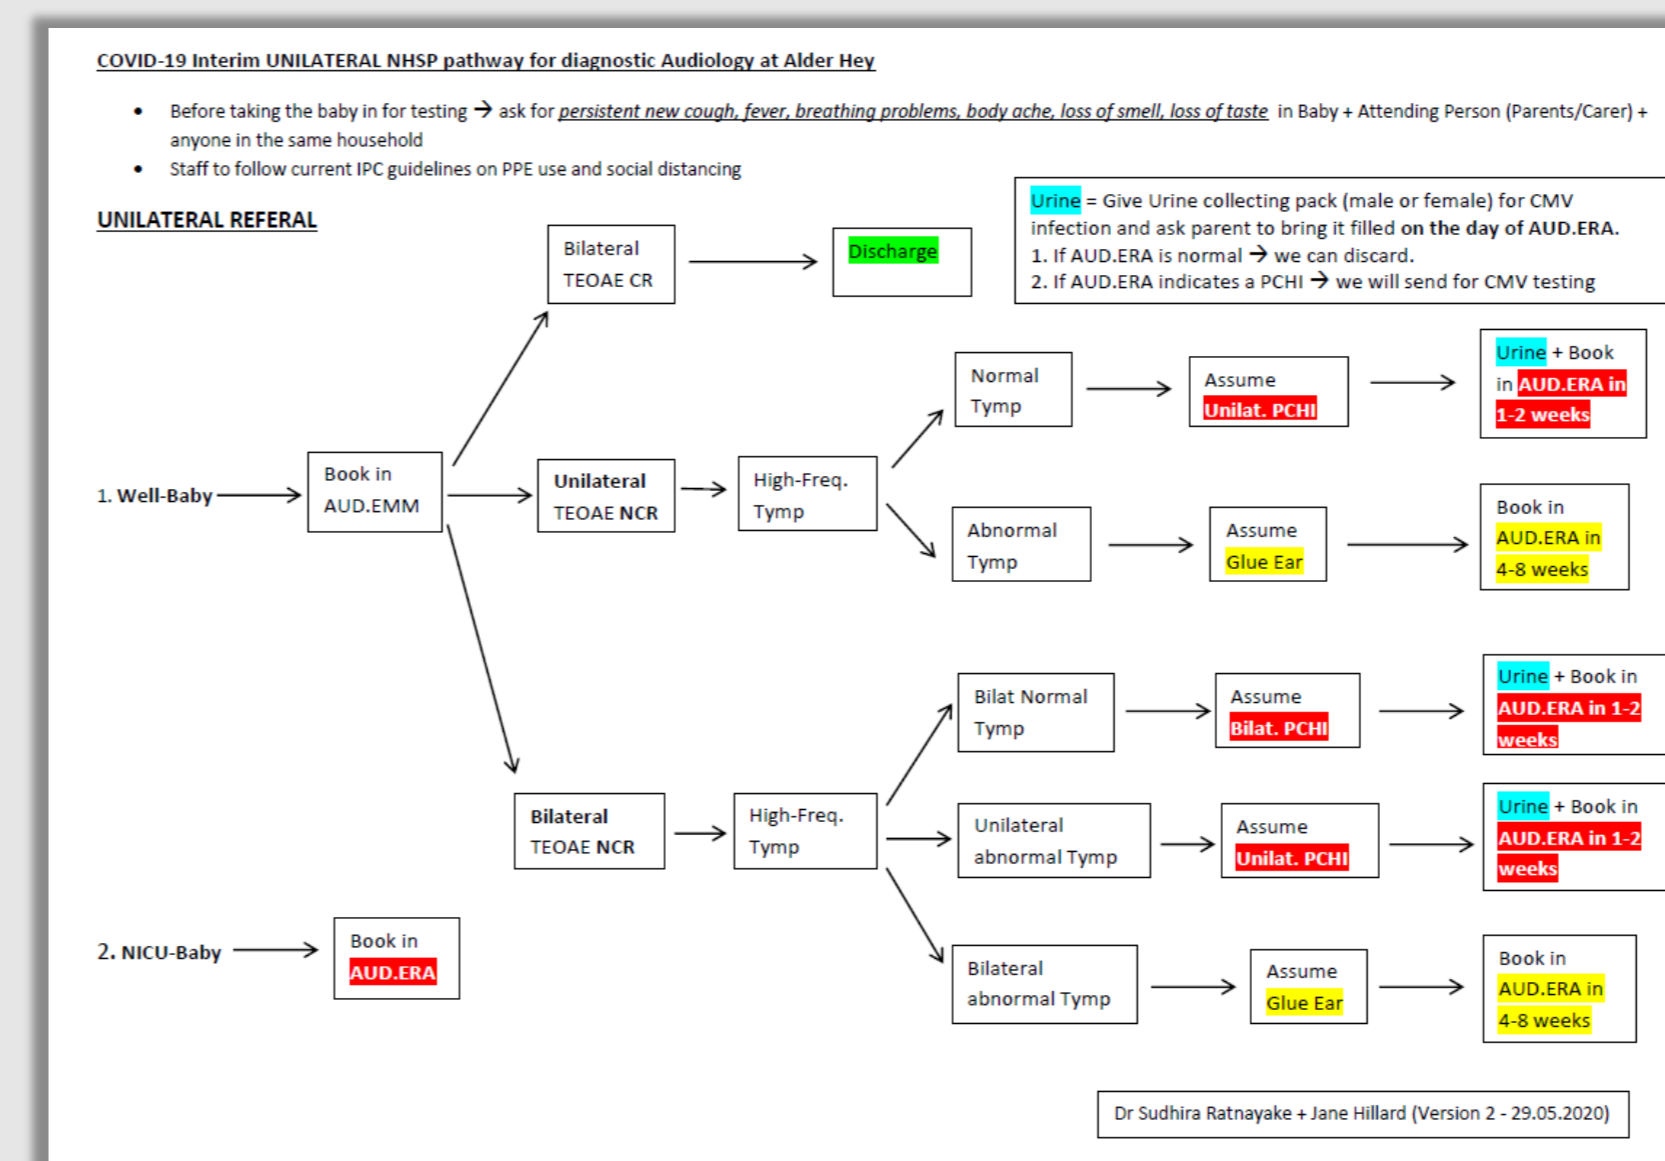 COVID-19 Interim UNILATERAL NHSP pathway for diagnostic Audiology at Alder Hey
• Before taking the baby in for testing → ask for persistent new cough, fever, breathing problems, body ache, loss of smell, loss of taste in Baby + Attending Person (Parents/Carer) +
anyone in the same household
• Staff to follow current IPC guidelines on PPE use and social distancing
UNILATERAL REFERAL
Urine = Give Urine collecting pack (male or female) for CMV
infection and ask parent to bring it filled on the day of AUD.ERA.
1. If AUD.ERA is normal → we can discard.
2. If AUD.ERA indicates a PCHI → we will send for CMV testing
Bilateral
TEOAE CR
Discharge
1. Well-Baby
Book in
AUD.EMM
Unilateral
TEOAE NCR
High-Freq.
Tymp
Normal
Tymp
Assume
Unilat. PCHI
Urine + Book
in AUD.ERA in
1-2 weeks
Abnormal
Tymp
Assume
Glue Ear
Book in
AUD.ERA in
4-8 weeks
Bilateral
TEOAE NCR
High-Freq.
Tymp
Bilat Normal
Tymp
Assume
Bilat. PCHI
Urine + Book in
AUD.ERA in 1-2
weeks
Unilateral
abnormal Tymp
Assume
Unilat. PCHI
Urine + Book in
AUD.ERA in 1-2
weeks
Bilateral
abnormal Tymp
Assume
Glue Ear
Book in
AUD.ERA in
4-8 weeks
2. NICU-Baby
Book in
AUD.ERA
Dr Sudhira Ratnayake + Jane Hillard (Version 2 - 29.05.2020)